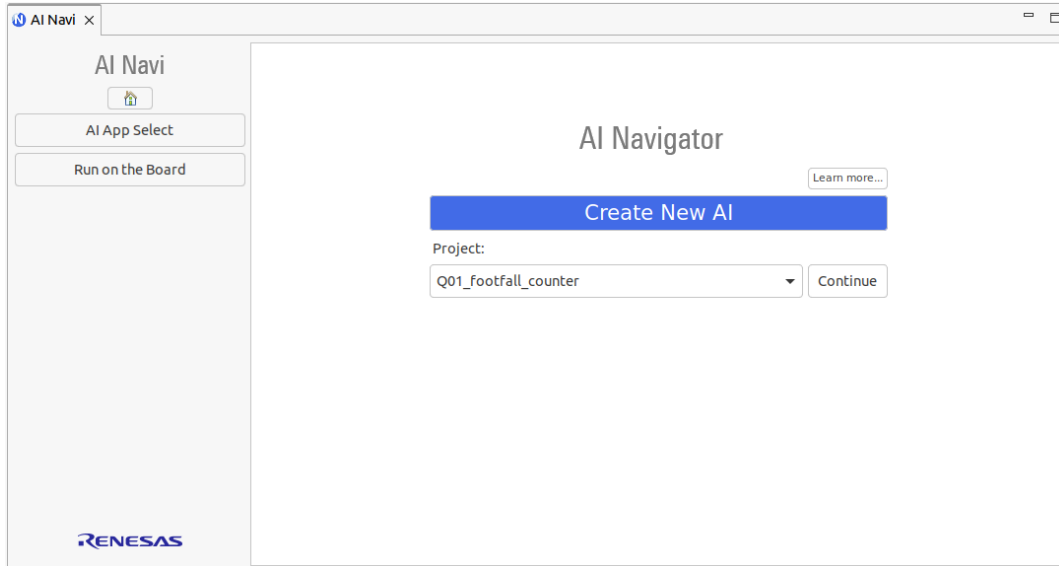 AI Navi
AI Navi
AI App Select
Run on the Board
RENESAS
AI Navigator
Learn more...
Create New AI
Project:
Q01_footfall_counter
Continue